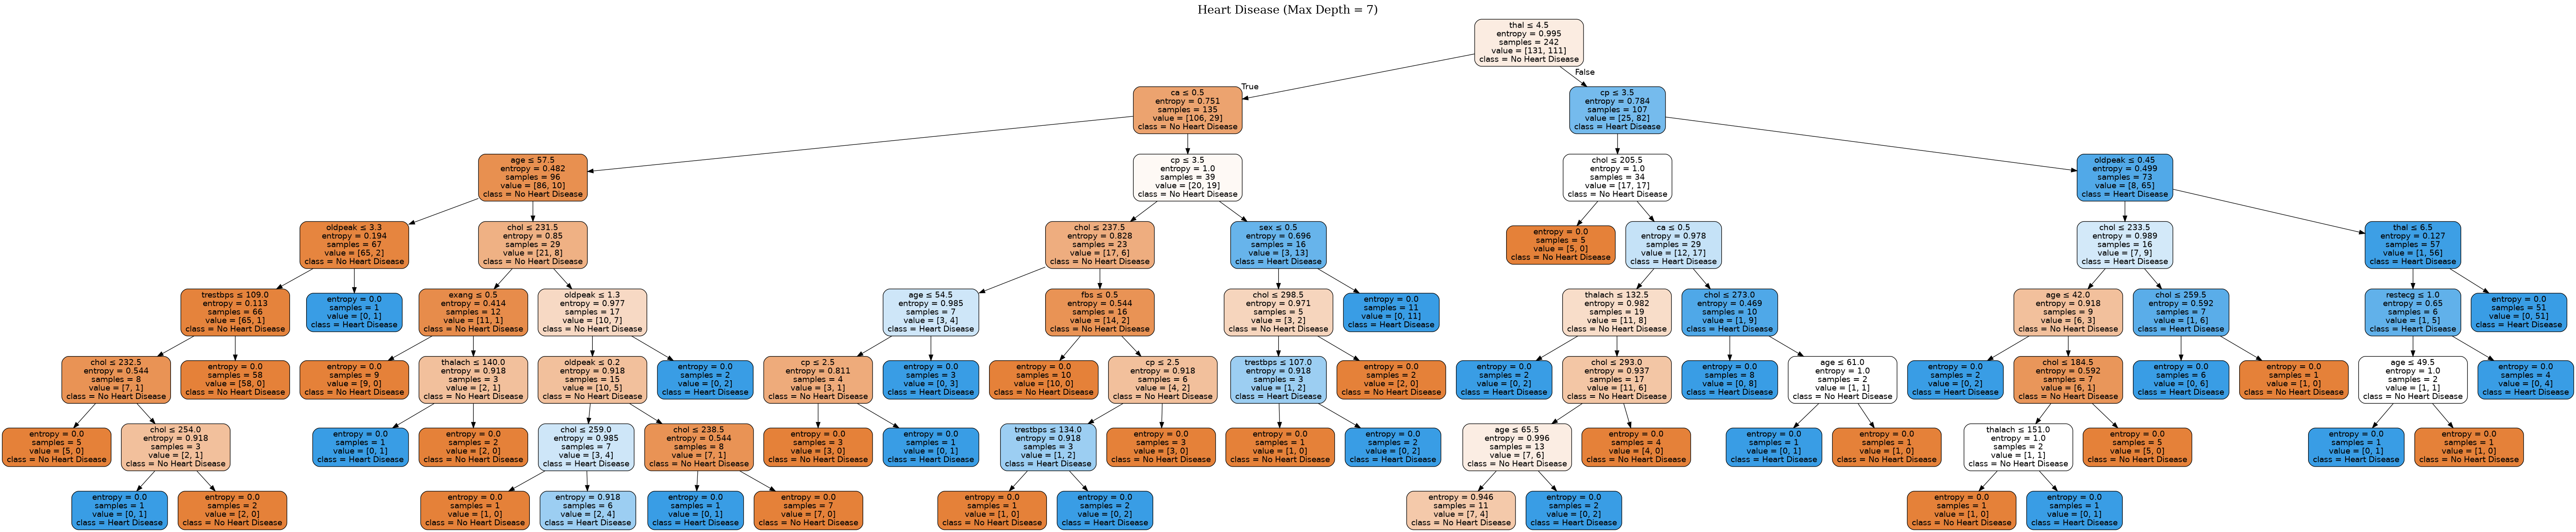 Heart Disease (Max Depth = 7)
thal ≤ 4.5
entropy = 0.995
samples = 242
value = [131, 111]
class = No Heart Disease
True
False
ca ≤ 0.5
entropy = 0.751
samples = 135
value = [106, 29]
class = No Heart Disease
cp ≤ 3.5
entropy = 0.784
samples = 107
value = [25, 82]
class = Heart Disease
age ≤ 57.5
entropy = 0.482
samples = 96
value = [86, 10]
class = No Heart Disease
cp ≤ 3.5
entropy = 1.0
samples = 39
value = [20, 19]
class = No Heart Disease
chol ≤ 205.5
entropy = 1.0
samples = 34
value = [17, 17]
class = No Heart Disease
oldpeak ≤ 0.45
entropy = 0.499
samples = 73
value = [8, 65]
class = Heart Disease
oldpeak ≤ 3.3
entropy = 0.194
samples = 67
value = [65, 2]
class = No Heart Disease
chol ≤ 231.5
entropy = 0.85
samples = 29
value = [21, 8]
class = No Heart Disease
chol ≤ 237.5
entropy = 0.828
samples = 23
value = [17, 6]
class = No Heart Disease
sex ≤ 0.5
entropy = 0.696
samples = 16
value = [3, 13]
class = Heart Disease
entropy = 0.0
samples = 5
value = [5, 0]
class = No Heart Disease
ca ≤ 0.5
entropy = 0.978
samples = 29
value = [12, 17]
class = Heart Disease
chol ≤ 233.5
entropy = 0.989
samples = 16
value = [7, 9]
class = Heart Disease
thal ≤ 6.5
entropy = 0.127
samples = 57
value = [1, 56]
class = Heart Disease
trestbps ≤ 109.0
entropy = 0.113
samples = 66
value = [65, 1]
class = No Heart Disease
entropy = 0.0
samples = 1
value = [0, 1]
class = Heart Disease
exang ≤ 0.5
entropy = 0.414
samples = 12
value = [11, 1]
class = No Heart Disease
oldpeak ≤ 1.3
entropy = 0.977
samples = 17
value = [10, 7]
class = No Heart Disease
age ≤ 54.5
entropy = 0.985
samples = 7
value = [3, 4]
class = Heart Disease
fbs ≤ 0.5
entropy = 0.544
samples = 16
value = [14, 2]
class = No Heart Disease
chol ≤ 298.5
entropy = 0.971
samples = 5
value = [3, 2]
class = No Heart Disease
entropy = 0.0
samples = 11
value = [0, 11]
class = Heart Disease
thalach ≤ 132.5
entropy = 0.982
samples = 19
value = [11, 8]
class = No Heart Disease
chol ≤ 273.0
entropy = 0.469
samples = 10
value = [1, 9]
class = Heart Disease
age ≤ 42.0
entropy = 0.918
samples = 9
value = [6, 3]
class = No Heart Disease
chol ≤ 259.5
entropy = 0.592
samples = 7
value = [1, 6]
class = Heart Disease
restecg ≤ 1.0
entropy = 0.65
samples = 6
value = [1, 5]
class = Heart Disease
entropy = 0.0
samples = 51
value = [0, 51]
class = Heart Disease
chol ≤ 232.5
entropy = 0.544
samples = 8
value = [7, 1]
class = No Heart Disease
entropy = 0.0
samples = 58
value = [58, 0]
class = No Heart Disease
entropy = 0.0
samples = 9
value = [9, 0]
class = No Heart Disease
thalach ≤ 140.0
entropy = 0.918
samples = 3
value = [2, 1]
class = No Heart Disease
oldpeak ≤ 0.2
entropy = 0.918
samples = 15
value = [10, 5]
class = No Heart Disease
entropy = 0.0
samples = 2
value = [0, 2]
class = Heart Disease
cp ≤ 2.5
entropy = 0.811
samples = 4
value = [3, 1]
class = No Heart Disease
entropy = 0.0
samples = 3
value = [0, 3]
class = Heart Disease
entropy = 0.0
samples = 10
value = [10, 0]
class = No Heart Disease
cp ≤ 2.5
entropy = 0.918
samples = 6
value = [4, 2]
class = No Heart Disease
trestbps ≤ 107.0
entropy = 0.918
samples = 3
value = [1, 2]
class = Heart Disease
entropy = 0.0
samples = 2
value = [2, 0]
class = No Heart Disease
entropy = 0.0
samples = 2
value = [0, 2]
class = Heart Disease
chol ≤ 293.0
entropy = 0.937
samples = 17
value = [11, 6]
class = No Heart Disease
entropy = 0.0
samples = 8
value = [0, 8]
class = Heart Disease
age ≤ 61.0
entropy = 1.0
samples = 2
value = [1, 1]
class = No Heart Disease
entropy = 0.0
samples = 2
value = [0, 2]
class = Heart Disease
chol ≤ 184.5
entropy = 0.592
samples = 7
value = [6, 1]
class = No Heart Disease
entropy = 0.0
samples = 6
value = [0, 6]
class = Heart Disease
entropy = 0.0
samples = 1
value = [1, 0]
class = No Heart Disease
age ≤ 49.5
entropy = 1.0
samples = 2
value = [1, 1]
class = No Heart Disease
entropy = 0.0
samples = 4
value = [0, 4]
class = Heart Disease
entropy = 0.0
samples = 5
value = [5, 0]
class = No Heart Disease
chol ≤ 254.0
entropy = 0.918
samples = 3
value = [2, 1]
class = No Heart Disease
entropy = 0.0
samples = 1
value = [0, 1]
class = Heart Disease
entropy = 0.0
samples = 2
value = [2, 0]
class = No Heart Disease
chol ≤ 259.0
entropy = 0.985
samples = 7
value = [3, 4]
class = Heart Disease
chol ≤ 238.5
entropy = 0.544
samples = 8
value = [7, 1]
class = No Heart Disease
entropy = 0.0
samples = 3
value = [3, 0]
class = No Heart Disease
entropy = 0.0
samples = 1
value = [0, 1]
class = Heart Disease
trestbps ≤ 134.0
entropy = 0.918
samples = 3
value = [1, 2]
class = Heart Disease
entropy = 0.0
samples = 3
value = [3, 0]
class = No Heart Disease
entropy = 0.0
samples = 1
value = [1, 0]
class = No Heart Disease
entropy = 0.0
samples = 2
value = [0, 2]
class = Heart Disease
age ≤ 65.5
entropy = 0.996
samples = 13
value = [7, 6]
class = No Heart Disease
entropy = 0.0
samples = 4
value = [4, 0]
class = No Heart Disease
entropy = 0.0
samples = 1
value = [0, 1]
class = Heart Disease
entropy = 0.0
samples = 1
value = [1, 0]
class = No Heart Disease
thalach ≤ 151.0
entropy = 1.0
samples = 2
value = [1, 1]
class = No Heart Disease
entropy = 0.0
samples = 5
value = [5, 0]
class = No Heart Disease
entropy = 0.0
samples = 1
value = [0, 1]
class = Heart Disease
entropy = 0.0
samples = 1
value = [1, 0]
class = No Heart Disease
entropy = 0.0
samples = 1
value = [0, 1]
class = Heart Disease
entropy = 0.0
samples = 2
value = [2, 0]
class = No Heart Disease
entropy = 0.0
samples = 1
value = [1, 0]
class = No Heart Disease
entropy = 0.918
samples = 6
value = [2, 4]
class = Heart Disease
entropy = 0.0
samples = 1
value = [0, 1]
class = Heart Disease
entropy = 0.0
samples = 7
value = [7, 0]
class = No Heart Disease
entropy = 0.0
samples = 1
value = [1, 0]
class = No Heart Disease
entropy = 0.0
samples = 2
value = [0, 2]
class = Heart Disease
entropy = 0.946
samples = 11
value = [7, 4]
class = No Heart Disease
entropy = 0.0
samples = 2
value = [0, 2]
class = Heart Disease
entropy = 0.0
samples = 1
value = [1, 0]
class = No Heart Disease
entropy = 0.0
samples = 1
value = [0, 1]
class = Heart Disease